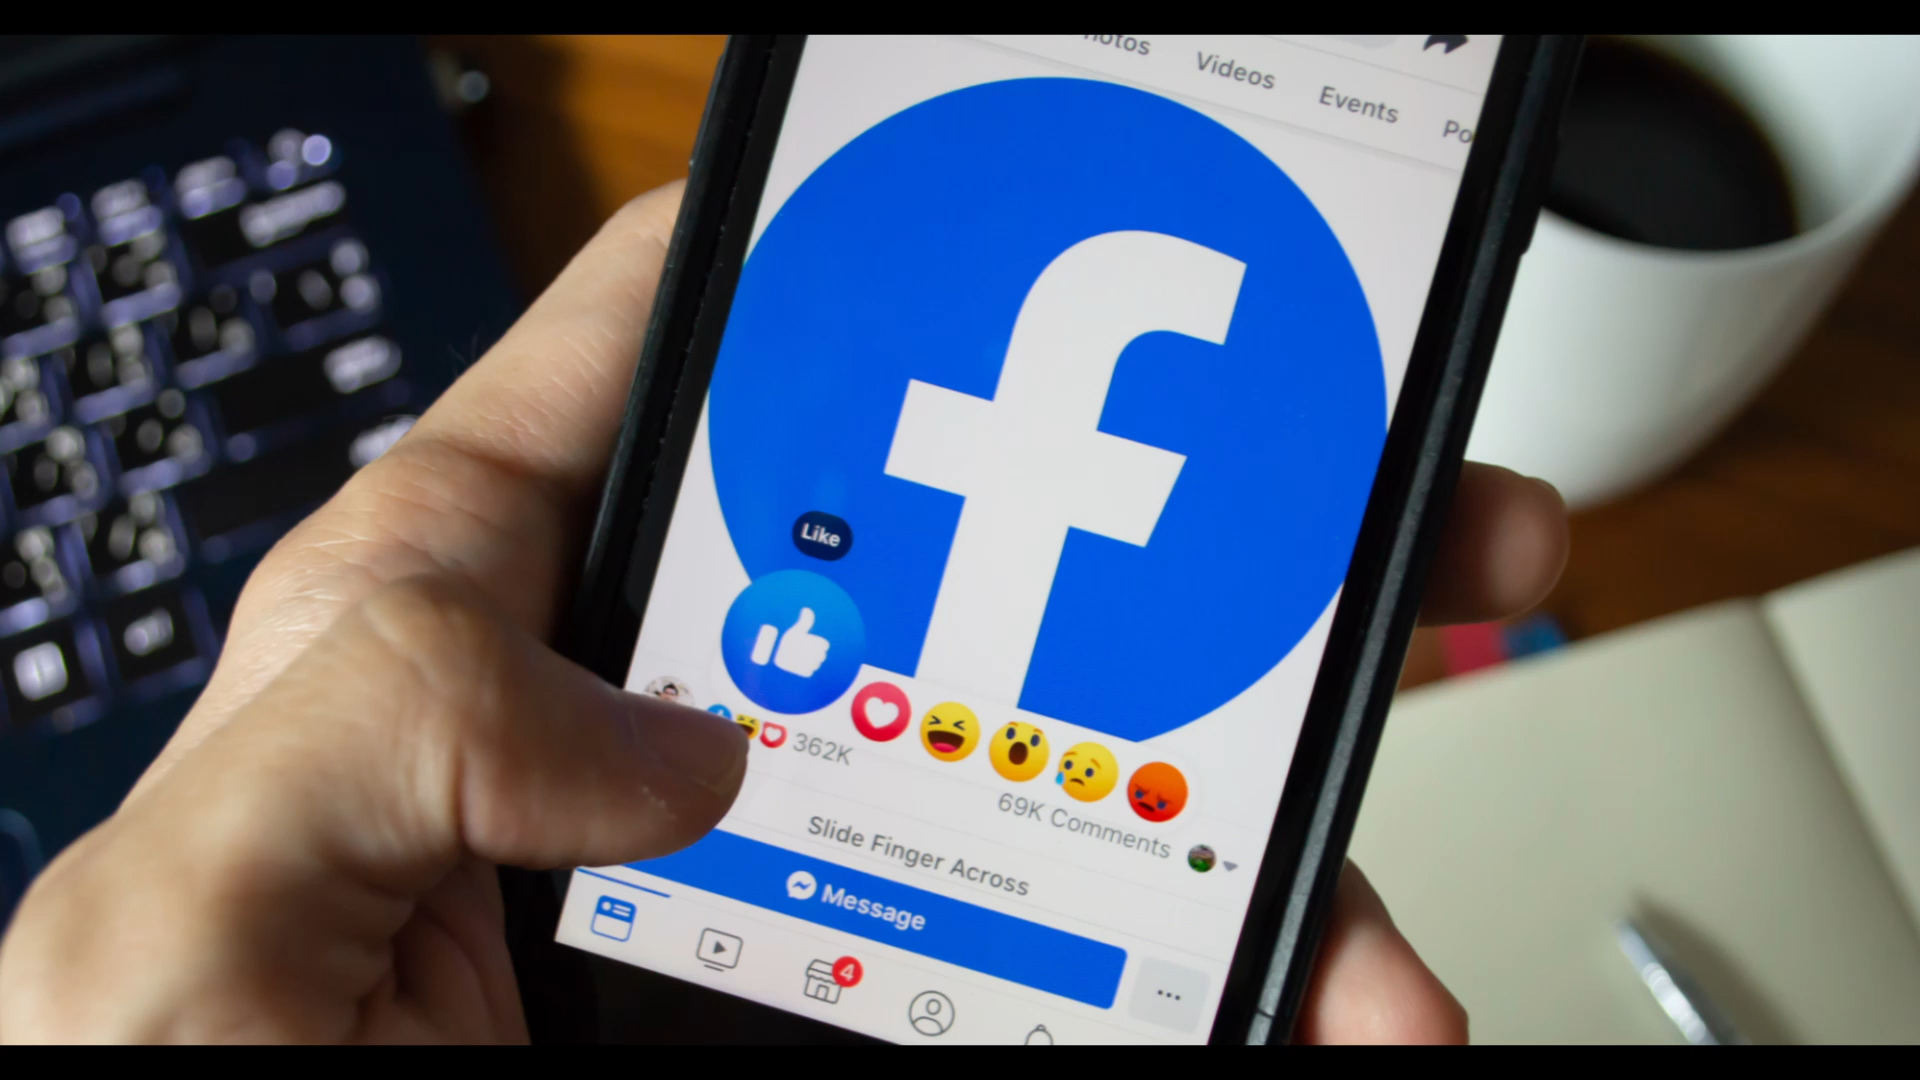 Videos
Events
Like
362K
69K Comments
Slide Finger Across
Message
4